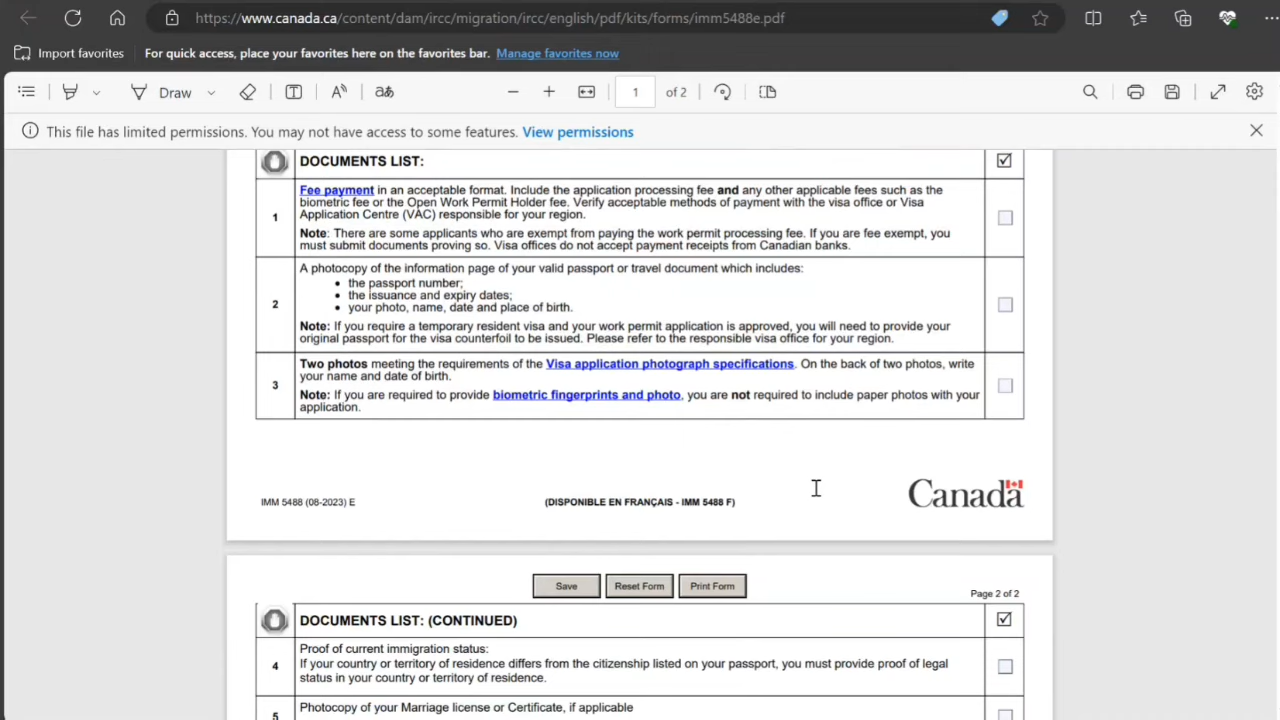 https://www.canada.ca/content/dam/ircc/migration/ircc/english/pdf/kits/forms/imm5488e.pdf
Import favorites
For quick access, place your favorites here on the favorites bar. Manage favorites now
Draw
1 of 2
This file has limited permissions. You may not have access to some features. View permissions
DOCUMENTS LIST:
1
Fee payment in an acceptable format. Include the application processing fee and any other applicable fees such as the
biometric fee or the Open Work Permit Holder fee. Verify acceptable methods of payment with the visa office or Visa
Application Centre (VAC) responsible for your region.
Note: There are some applicants who are exempt from paying the work permit processing fee. If you are fee exempt, you
must submit documents proving so. Visa offices do not accept payment receipts from Canadian banks.
2
A photocopy of the information page of your valid passport or travel document which includes:
• the passport number;
• the issuance and expiry dates;
• your photo, name, date and place of birth.
Note: If you require a temporary resident visa and your work permit application is approved, you will need to provide your
original passport for the visa counterfoil to be issued. Please refer to the responsible visa office for your region.
3
Two photos meeting the requirements of the Visa application photograph specifications. On the back of two photos, write
your name and date of birth.
Note: If you are required to provide biometric fingerprints and photo, you are not required to include paper photos with your
application.
IMM 5488 (08-2023) E
(DISPONIBLE EN FRANÇAIS - IMM 5488 F)
Canada
Save
Reset Form
Print Form
Page 2 of 2
DOCUMENTS LIST: (CONTINUED)
4
Proof of current immigration status:
If your country or territory of residence differs from the citizenship listed on your passport, you must provide proof of legal
status in your country or territory of residence.
5
Photocopy of your Marriage license or Certificate, if applicable